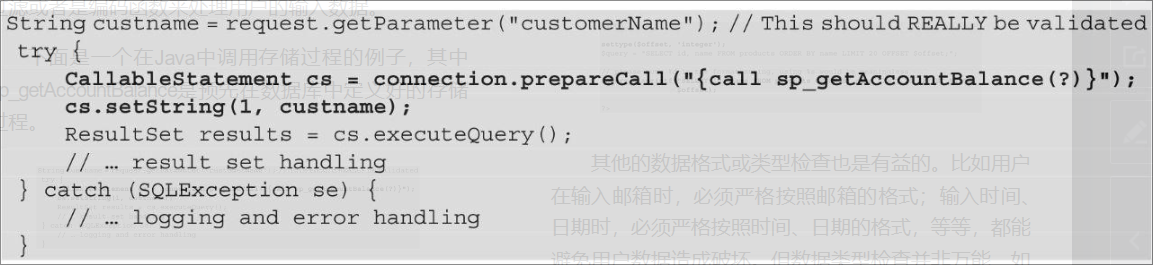 String custname = request.getParameter("customerName"); // This should REALLY be validated
try {
CallableStatement cs = connection.prepareCall("{call sp_getAccountBalance(?)}");
cs.setString(1, custname);
ResultSet results = cs.executeQuery();
// … result set handling
} catch (SQLException se) {
// … logging and error handling
}
滤或者是编码函数来处理用户的输入数据。
下面是一个在Java中调用存储过程的例子，其中
sp_getAccountBalance是预先在数据库中定义好的存储
过程。
其他的数据格式或类型检查也是有益的。比如用户
在输入邮箱时，必须严格按照邮箱的格式；输入时间、
日期时，必须严格按照时间、日期的格式，等等，都能
避免用户数据造成破坏。但数据类型检查并非万能，如